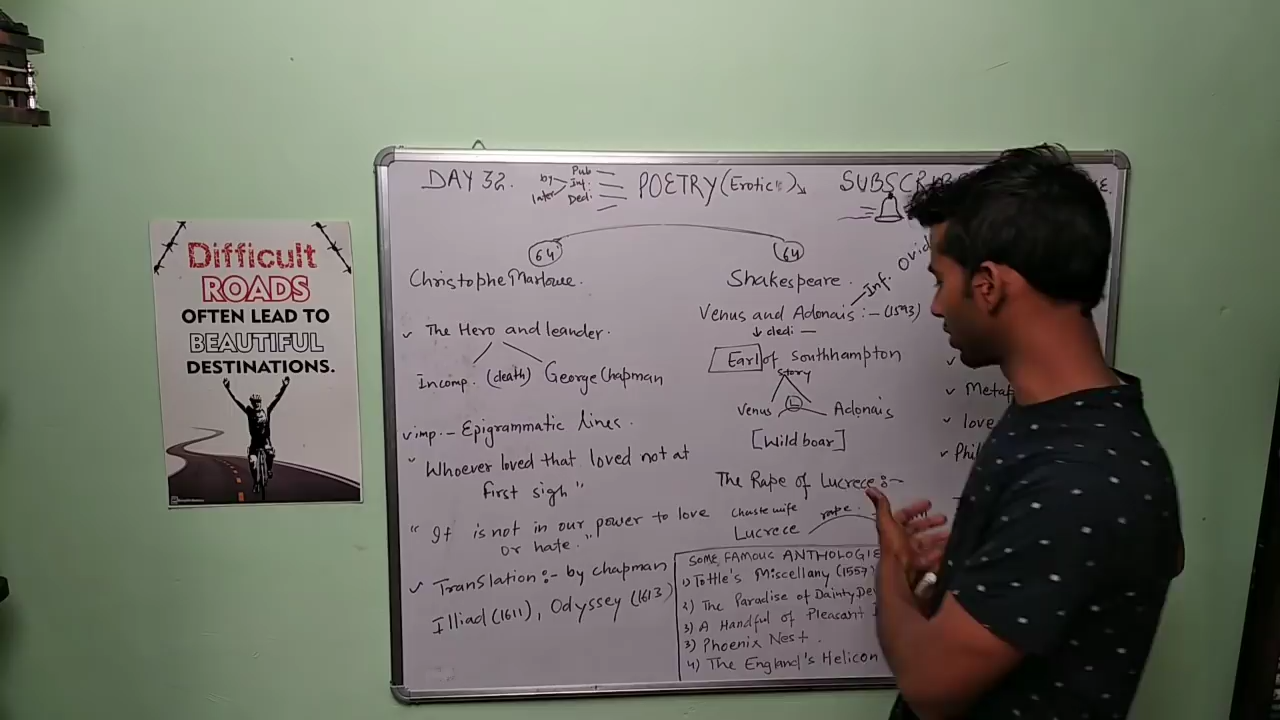 Difficult
ROADS
OFTEN LEAD TO
BEAUTIFUL
DESTINATIONS.
DAY 32.
by
Later
Pub
Inf:
Dedi:
POETRY (Erotic)
SUBSCRIBE
64
Christophe Marlowe.
The Hero and leander.
Incomp. (death) George Chapman
imp. - Epigrammatic lines.
Whoever loved that loved not at
first sigh"
"It is not in our power to love
or hate."
Translation:- by chapman
Illiad (1611), Odyssey (1613)
64
Shakespeare.
Inf. Ovid
Venus and Adonais :- (1593)
dedi -
Earl of Southhampton
Story
Venus L Adonais
[Wild boar]
The Rape of Lucrece :-
Chaste wife rape.
Lucrece
SOME FAMOUS ANTHOLOGIE
1) Tottle's Miscellany (1557)
2) The Paradise of Dainty De
3) A Handful of Pleasant
3) Phoenix Nest.
4) The England's Helicon
love